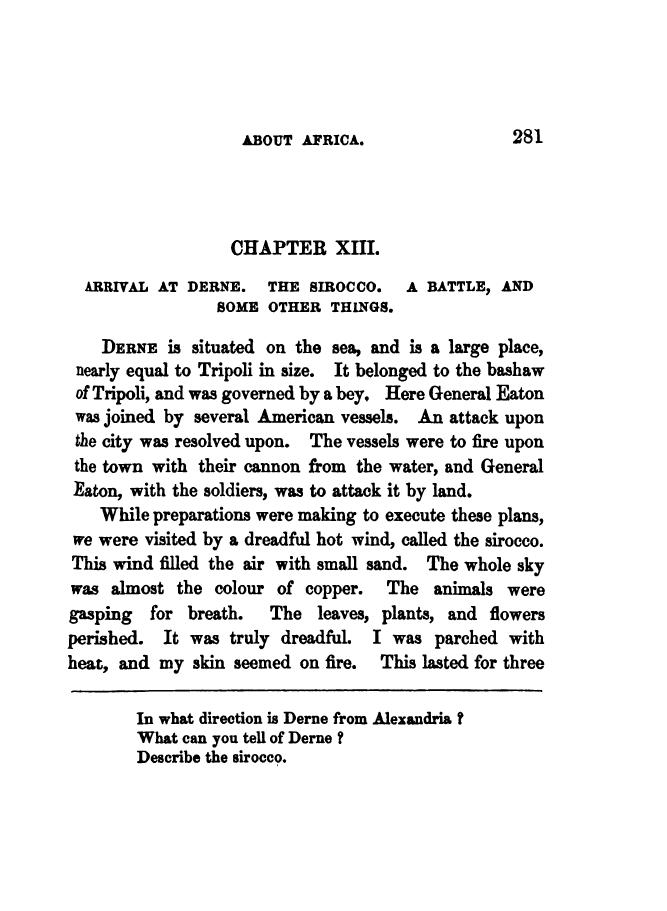 ABOUT AFRICA. 281
CHAPTER XIII.
ARRIVAL AT DERNE. THE SIROCCO. A BATTLE, AND
SOME OTHER THINGS.
DERNE is situated on the sea, and is a large place,
nearly equal to Tripoli in size. It belonged to the bashaw
of Tripoli, and was governed by a bey. Here General Eaton
was joined by several American vessels. An attack upon
the city was resolved upon. The vessels were to fire upon
the town with their cannon from the water, and General
Eaton, with the soldiers, was to attack it by land.
While preparations were making to execute these plans,
we were visited by a dreadful hot wind, called the sirocco.
This wind filled the air with small sand. The whole sky
was almost the colour of copper. The animals were
gasping for breath. The leaves, plants, and flowers
perished. It was truly dreadful. I was parched with
heat, and my skin seemed on fire. This lasted for three
In what direction is Derne from Alexandria ?
What can you tell of Derne ?
Describe the sirocco.